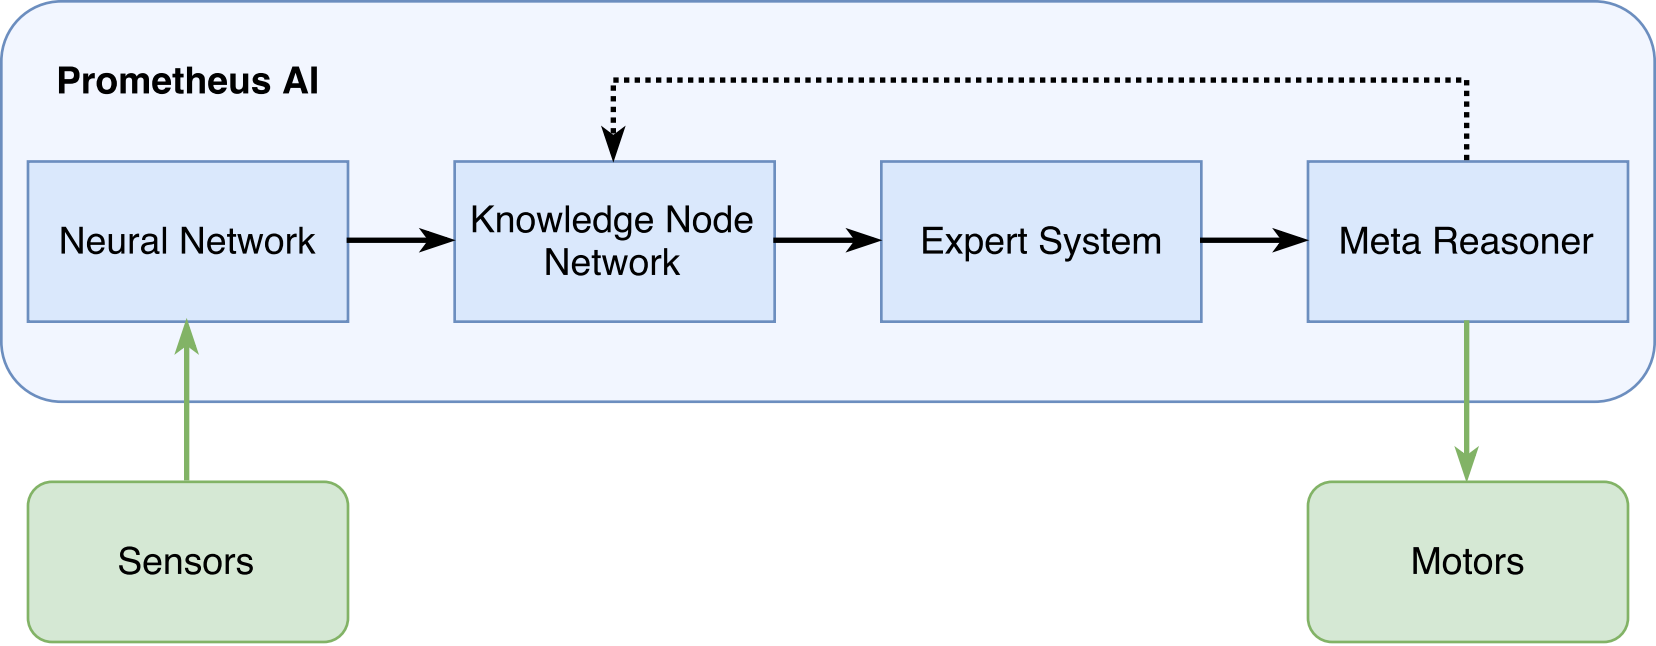 Prometheus AI
Neural Network
Knowledge Node
Network
Expert System
Meta Reasoner
Sensors
Motors